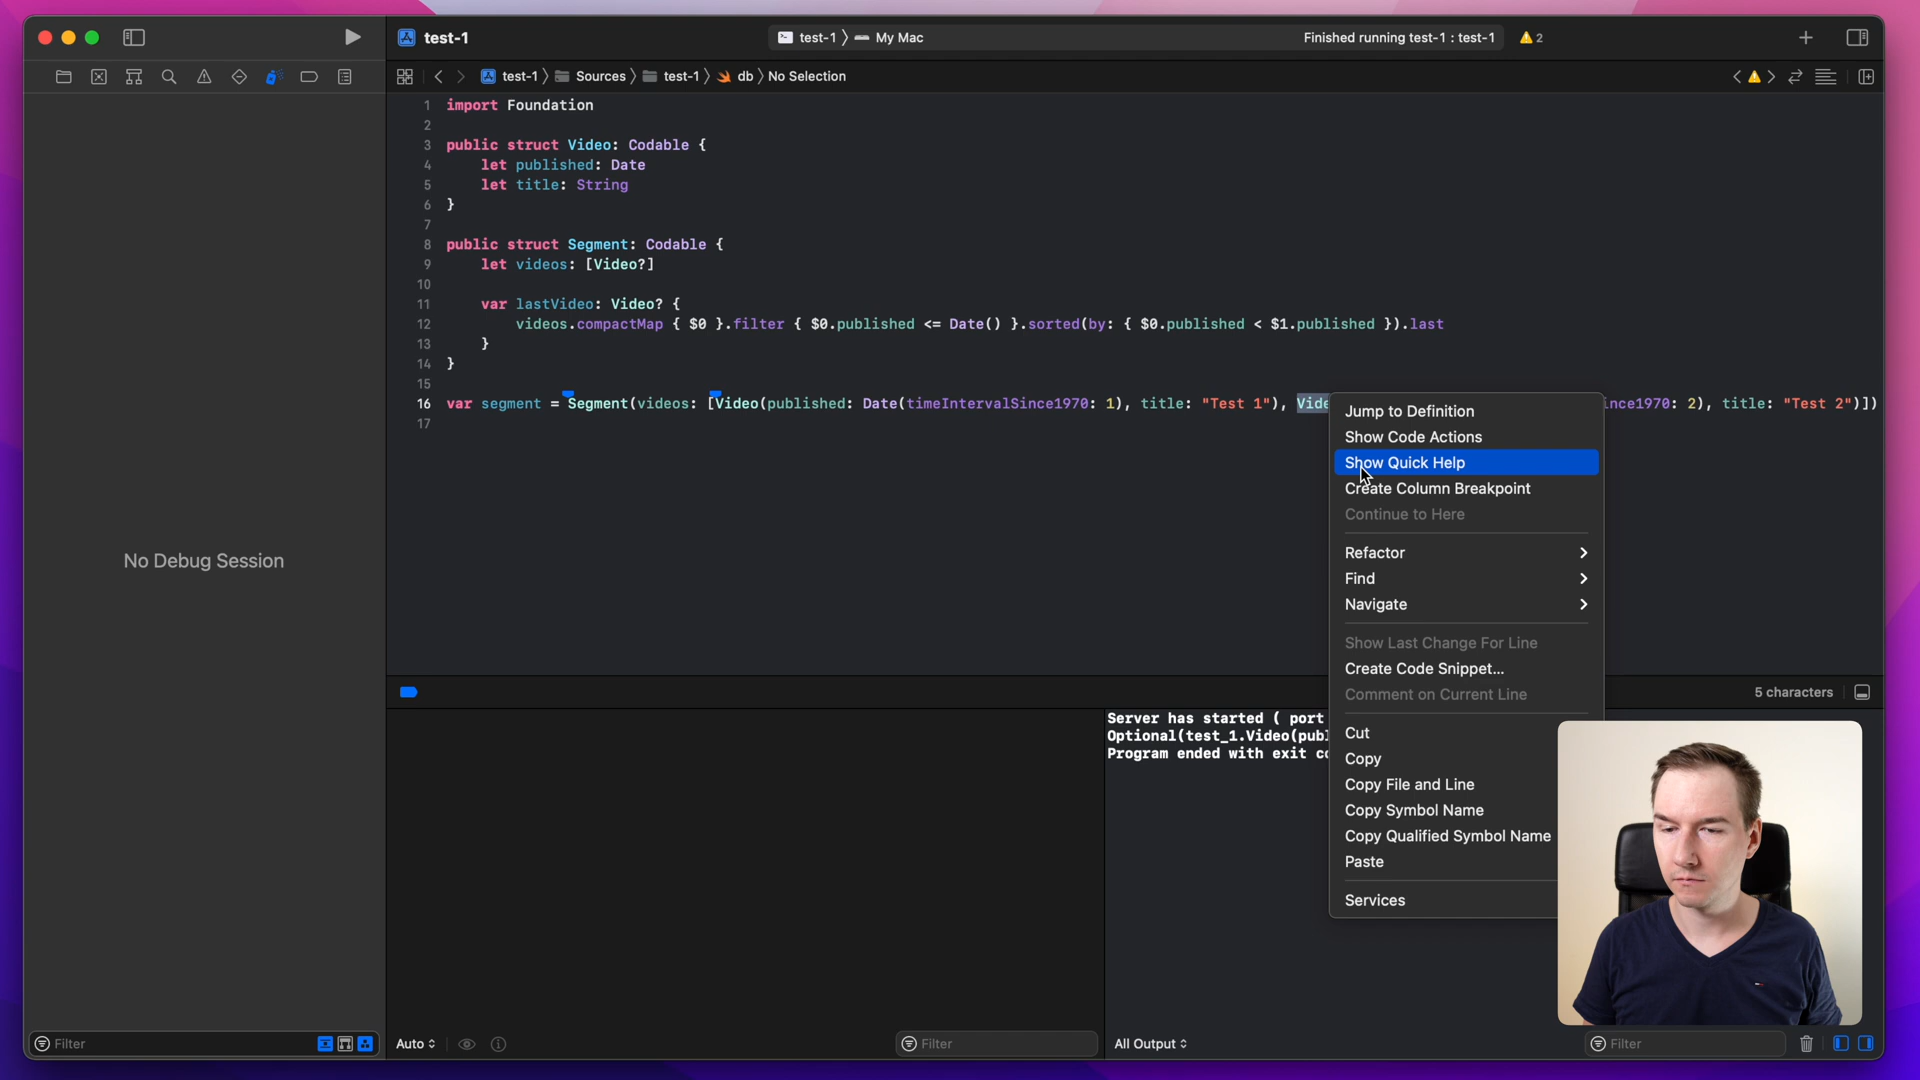 test-1
test-1 My Mac
Finished running test-1 : test-1
2
test-1 Sources test-1 db No Selection
1 import Foundation
2
3 public struct Video: Codable {
4 let published: Date
5 let title: String
6 }
7
8 public struct Segment: Codable {
9 let videos: [Video?]
10
11 var lastVideo: Video? {
12 videos.compactMap { $0 }.filter { $0.published <= Date() }.sorted(by: { $0.published < $1.published }).last
13 }
14 }
15
16 var segment = Segment(videos: [Video(published: Date(timeIntervalSince1970: 1), title: "Test 1"), Vide
ince1970: 2), title: "Test 2")])
17
Jump to Definition
Show Code Actions
Show Quick Help
Create Column Breakpoint
Continue to Here
Refactor
Find
Navigate
Show Last Change For Line
Create Code Snippet...
Comment on Current Line
Cut
Copy
Copy File and Line
Copy Symbol Name
Copy Qualified Symbol Name
Paste
Services
No Debug Session
5 characters
Server has started ( port
Optional(test_1.Video(publ
Program ended with exit co
Filter
Auto
Filter
All Output
Filter